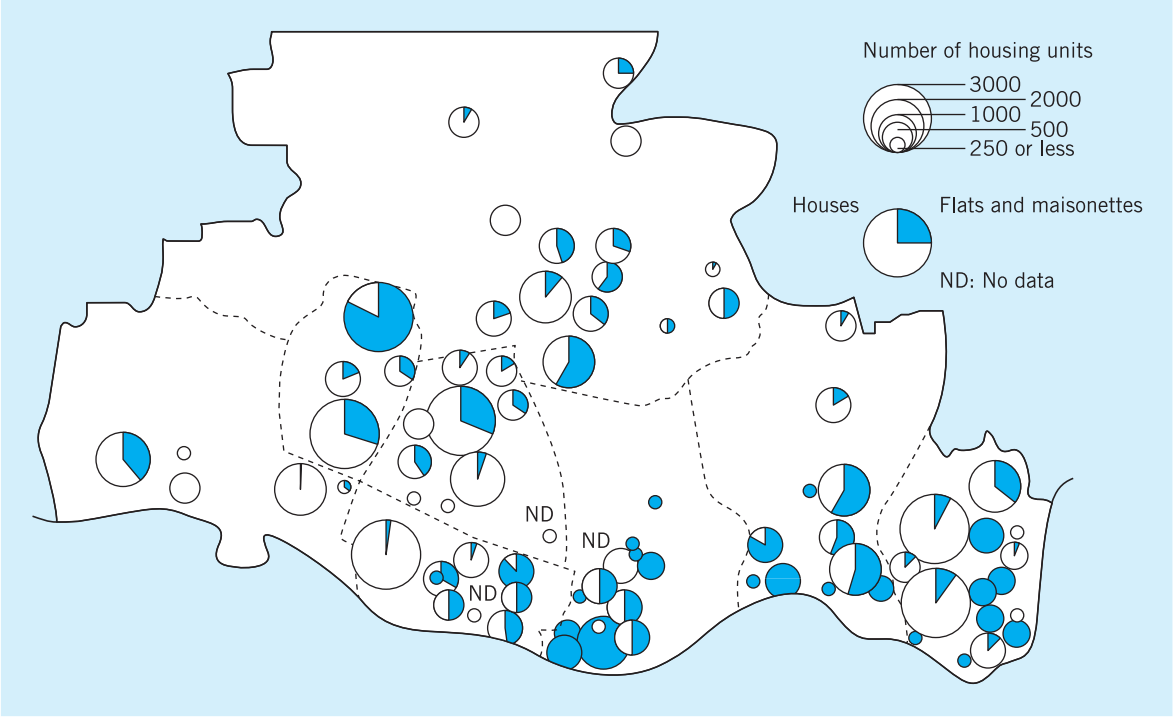 Number of housing units
3000
2000
1000
500
250 or less
Houses
Flats and maisonettes
ND: No data
ND
ND
ND